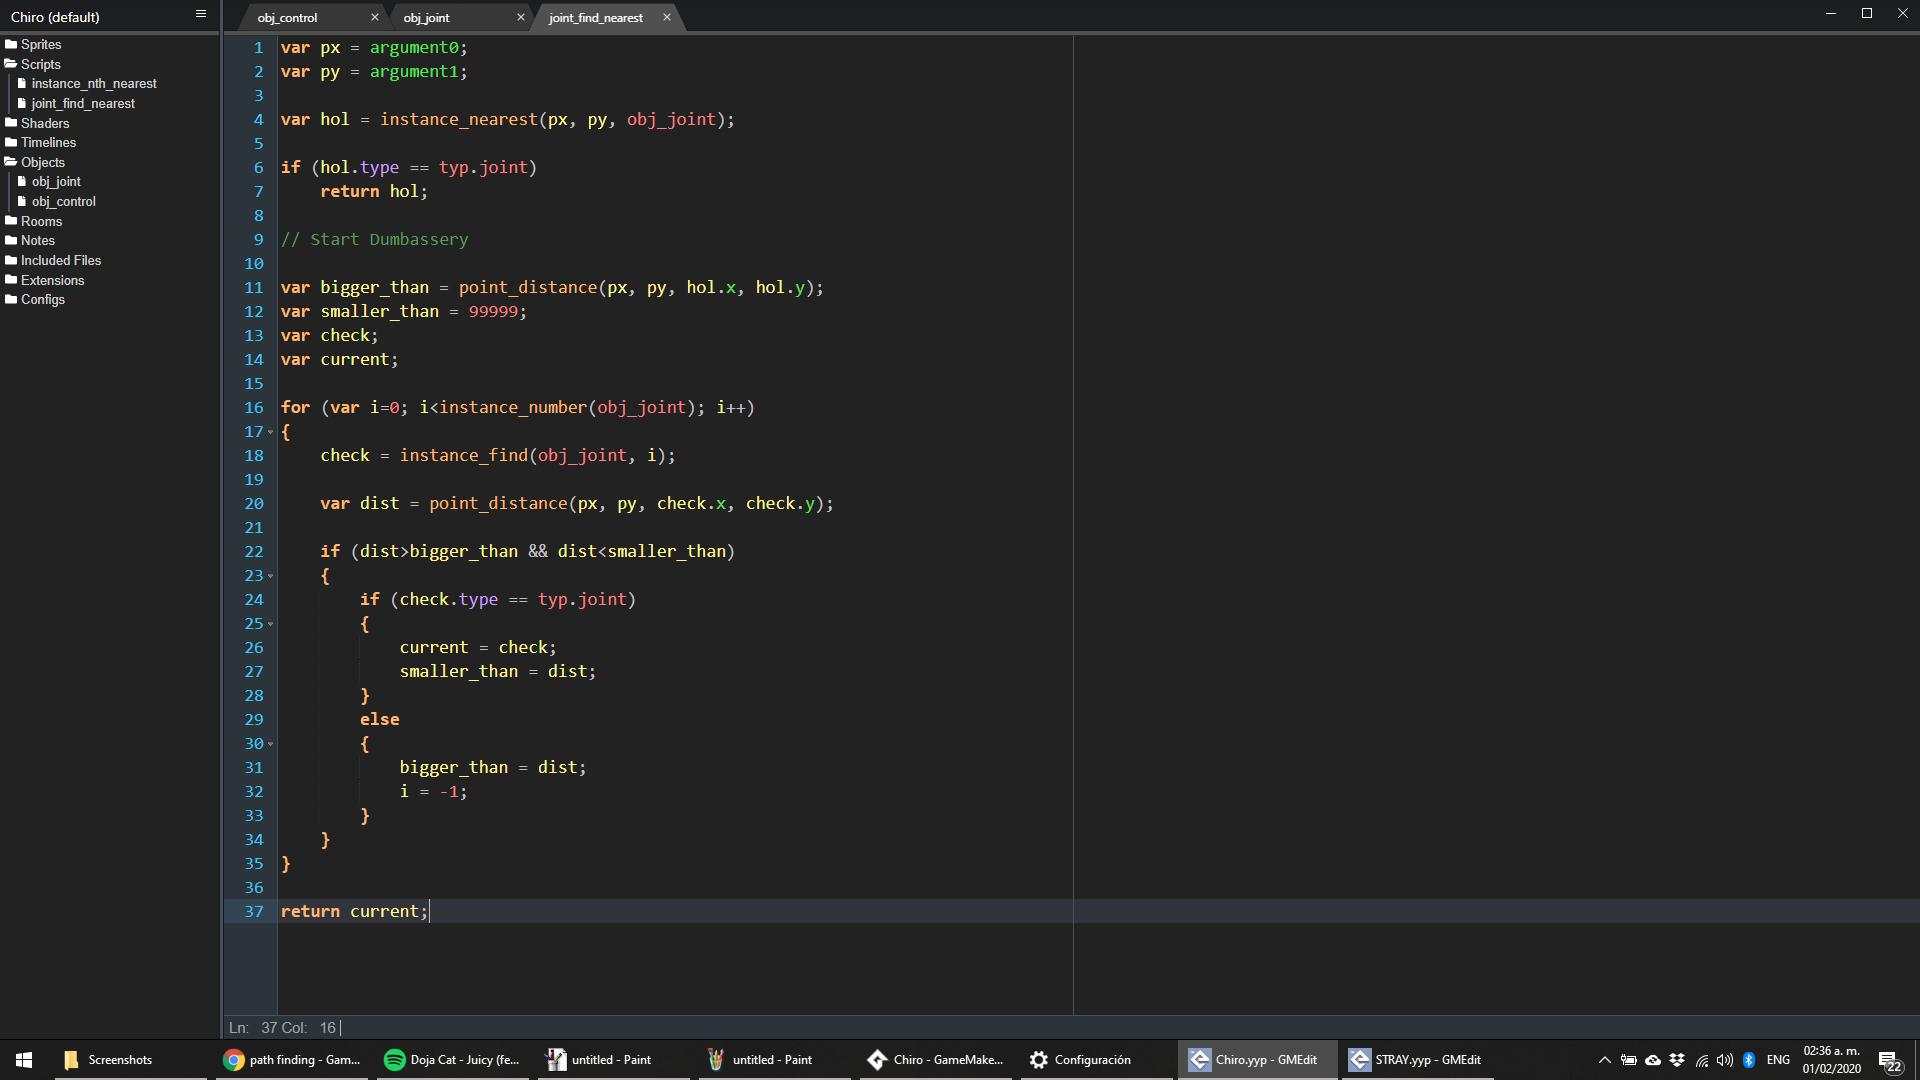 Chiro (default)
obj_control
obj_joint
joint_find_nearest
Sprites
Scripts
instance_nth_nearest
joint_find_nearest
Shaders
Timelines
Objects
obj_joint
obj_control
Rooms
Notes
Included Files
Extensions
Configs
1 var px = argument0;
2 var py = argument1;
3
4 var hol = instance_nearest(px, py, obj_joint);
5
6 if (hol.type == typ.joint)
7 return hol;
8
9 // Start Dumbassery
10
11 var bigger_than = point_distance(px, py, hol.x, hol.y);
12 var smaller_than = 99999;
13 var check;
14 var current;
15
16 for (var i=0; i<instance_number(obj_joint); i++)
17 {
18 check = instance_find(obj_joint, i);
19
20 var dist = point_distance(px, py, check.x, check.y);
21
22 if (dist>bigger_than && dist<smaller_than)
23 {
24 if (check.type == typ.joint)
25 {
26 current = check;
27 smaller_than = dist;
28 }
29 else
30 {
31 bigger_than = dist;
32 i = -1;
33 }
34 }
35 }
36
37 return current;
Ln: 37 Col: 16
Screenshots
path finding - Gam...
Doja Cat - Juicy (fe...
untitled - Paint
untitled - Paint
Chiro - GameMake...
Configuración
Chiro.yyp - GMEdit
STRAY.yyp - GMEdit
ENG
02:36 a. m.
01/02/2020
22